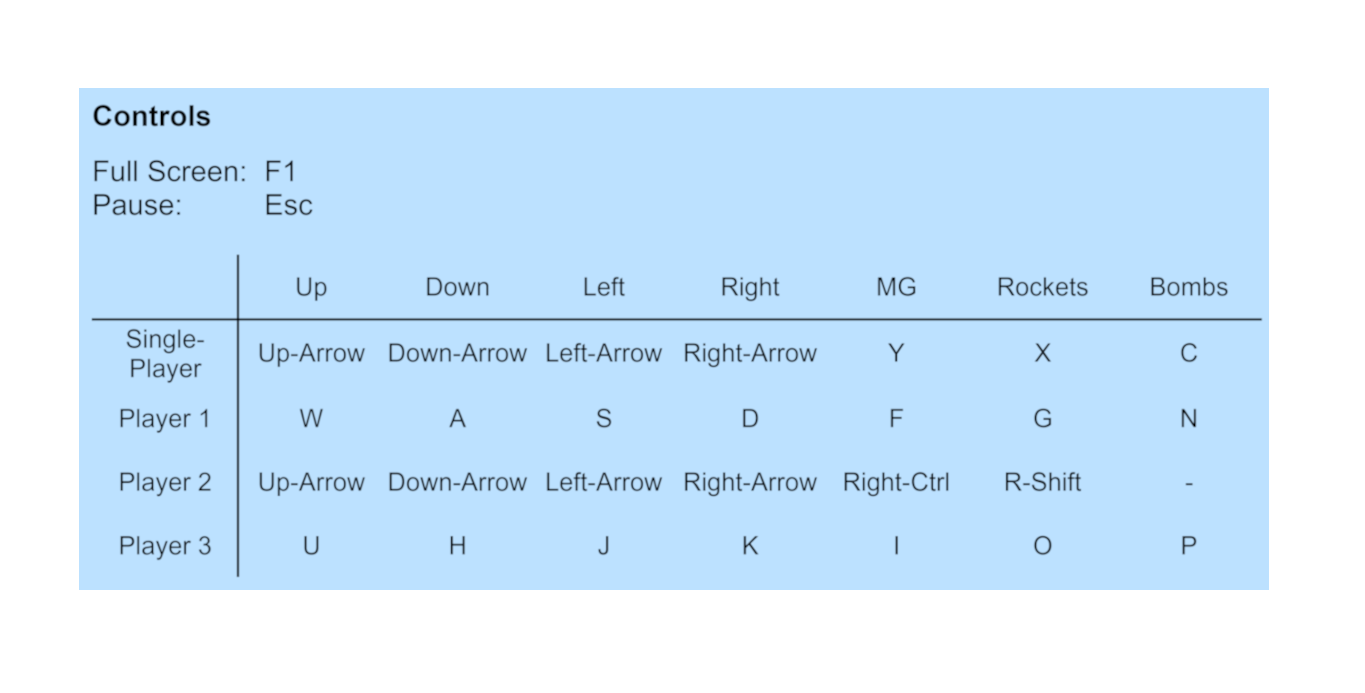 Controls
Full Screen: F1
Pause: Esc
Up Down Left Right MG Rockets Bombs
Single-
Player Up-Arrow Down-Arrow Left-Arrow Right-Arrow Y X C
Player 1 W A S D F G N
Player 2 Up-Arrow Down-Arrow Left-Arrow Right-Arrow Right-Ctrl R-Shift -
Player 3 U H J K I O P